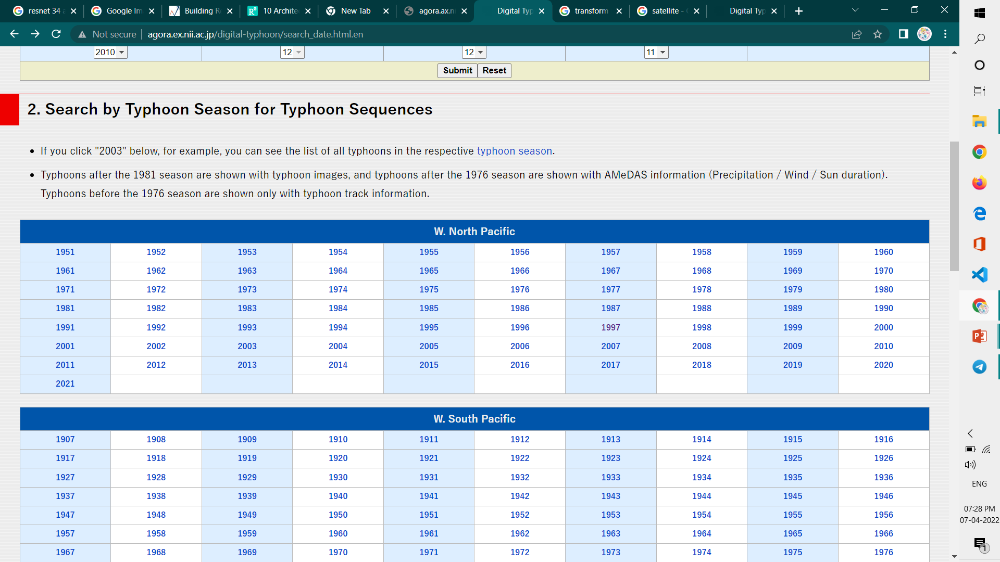 resnet 34 a
Google Im
Building R
10 Archite
New Tab
agora.ax.ni
Digital Typ
transform
satellite - G
Digital Typ
Not secure | agora.ex.nii.ac.jp/digital-typhoon/search_date.html.en
2010 12 12 11
Submit Reset
2. Search by Typhoon Season for Typhoon Sequences
If you click "2003" below, for example, you can see the list of all typhoons in the respective typhoon season.
Typhoons after the 1981 season are shown with typhoon images, and typhoons after the 1976 season are shown with AMeDAS information (Precipitation / Wind / Sun duration).
Typhoons before the 1976 season are shown only with typhoon track information.
W. North Pacific
1951 1952 1953 1954 1955 1956 1957 1958 1959 1960
1961 1962 1963 1964 1965 1966 1967 1968 1969 1970
1971 1972 1973 1974 1975 1976 1977 1978 1979 1980
1981 1982 1983 1984 1985 1986 1987 1988 1989 1990
1991 1992 1993 1994 1995 1996 1997 1998 1999 2000
2001 2002 2003 2004 2005 2006 2007 2008 2009 2010
2011 2012 2013 2014 2015 2016 2017 2018 2019 2020
2021
W. South Pacific
1907 1908 1909 1910 1911 1912 1913 1914 1915 1916
1917 1918 1919 1920 1921 1922 1923 1924 1925 1926
1927 1928 1929 1930 1931 1932 1933 1934 1935 1936
1937 1938 1939 1940 1941 1942 1943 1944 1945 1946
1947 1948 1949 1950 1951 1952 1953 1954 1955 1956
1957 1958 1959 1960 1961 1962 1963 1964 1965 1966
1967 1968 1969 1970 1971 1972 1973 1974 1975 1976
ENG
07:28 PM
07-04-2022
1